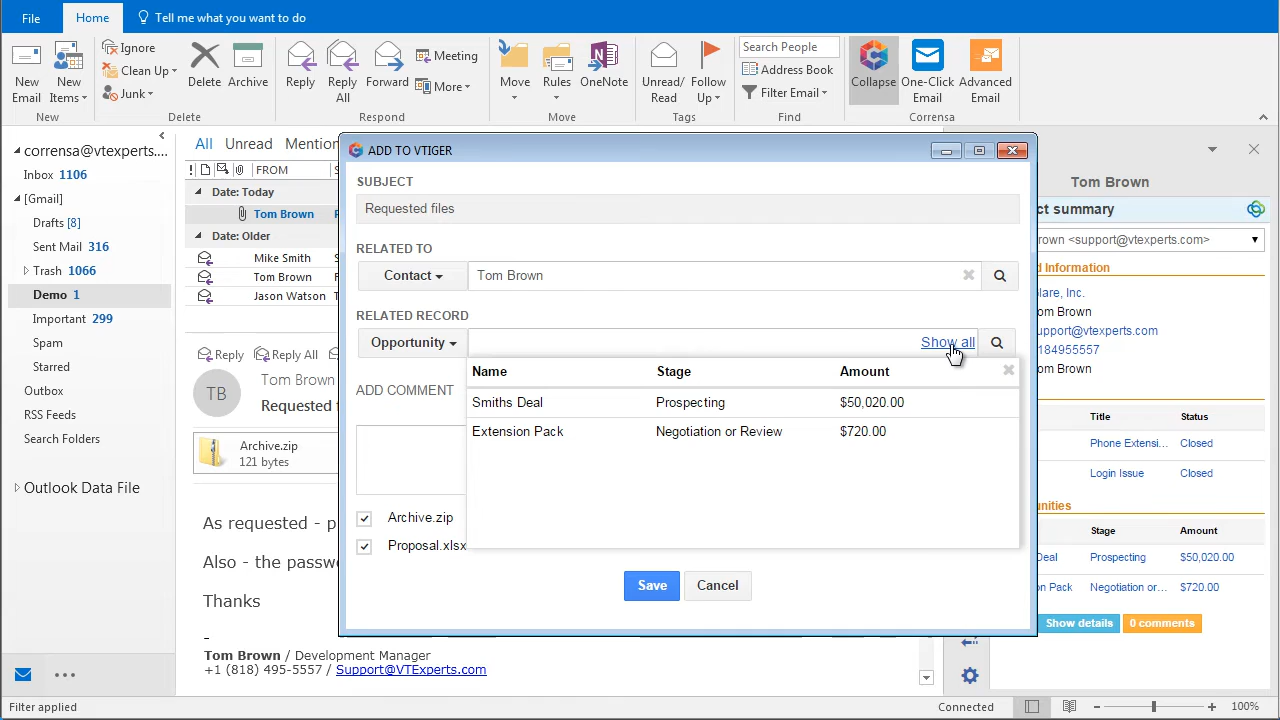 File
Home
Tell me what you want to do
New Email
New Items
New
Ignore
Clean Up
Junk
Delete
Archive
Delete
Reply
Reply All
Forward
Meeting
More
Respond
Move
Rules
OneNote
Move
Unread/ Read
Follow Up
Tags
Search People
Address Book
Filter Email
Find
Collapse
One-Click Email
Advanced Email
Corrensa
corrensa@vtexperts....
Inbox 1106
[Gmail]
Drafts [8]
Sent Mail 316
Trash 1066
Demo 1
Important 299
Spam
Starred
Outbox
RSS Feeds
Search Folders
Outlook Data File
All Unread Mention
FROM S
Date: Today
Tom Brown
Date: Older
Mike Smith S
Tom Brown
Jason Watson T
Reply Reply All
TB
Tom Brown
Requested
Archive.zip
121 bytes
As requested - p
Also - the passw
Thanks
-
Tom Brown / Development Manager
+1 (818) 495-5557 / Support@VTExperts.com
ADD TO VTIGER
SUBJECT
Requested files
RELATED TO
Contact Tom Brown
RELATED RECORD
Opportunity Show all
Name Stage Amount
Smiths Deal Prospecting $50,020.00
Extension Pack Negotiation or Review $720.00
ADD COMMENT
Archive.zip
Proposal.xlsx
Save Cancel
Tom Brown
ct summary
rown <support@vtexperts.com>
d Information
lare, Inc.
om Brown
upport@vtexperts.com
184955557
om Brown
Title Status
Phone Extensi... Closed
Login Issue Closed
unities
Stage Amount
Deal Prospecting $50,020.00
on Pack Negotiation or... $720.00
Show details 0 comments
Filter applied
Connected
100%